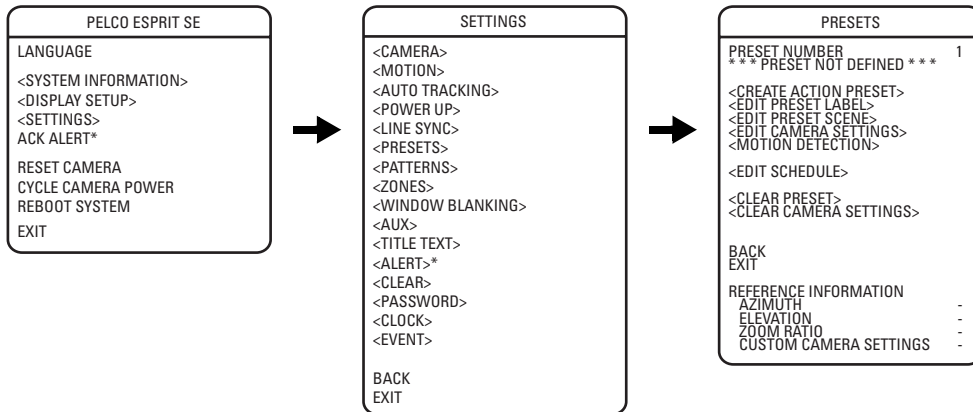 PELCO ESPRIT SE
LANGUAGE
<SYSTEM INFORMATION>
<DISPLAY SETUP>
<SETTINGS>
ACK ALERT*
RESET CAMERA
CYCLE CAMERA POWER
REBOOT SYSTEM
EXIT
SETTINGS
<CAMERA>
<MOTION>
<AUTO TRACKING>
<POWER UP>
<LINE SYNC>
<PRESETS>
<PATTERNS>
<ZONES>
<WINDOW BLANKING>
<AUX>
<TITLE TEXT>
<ALERT>*
<CLEAR>
<PASSWORD>
<CLOCK>
<EVENT>
BACK
EXIT
PRESETS
PRESET NUMBER 1
* * * PRESET NOT DEFINED * * *
<CREATE ACTION PRESET>
<EDIT PRESET LABEL>
<EDIT PRESET SCENE>
<EDIT CAMERA SETTINGS>
<MOTION DETECTION>
<EDIT SCHEDULE>
<CLEAR PRESET>
<CLEAR CAMERA SETTINGS>
BACK
EXIT
REFERENCE INFORMATION
AZIMUTH -
ELEVATION -
ZOOM RATIO -
CUSTOM CAMERA SETTINGS -